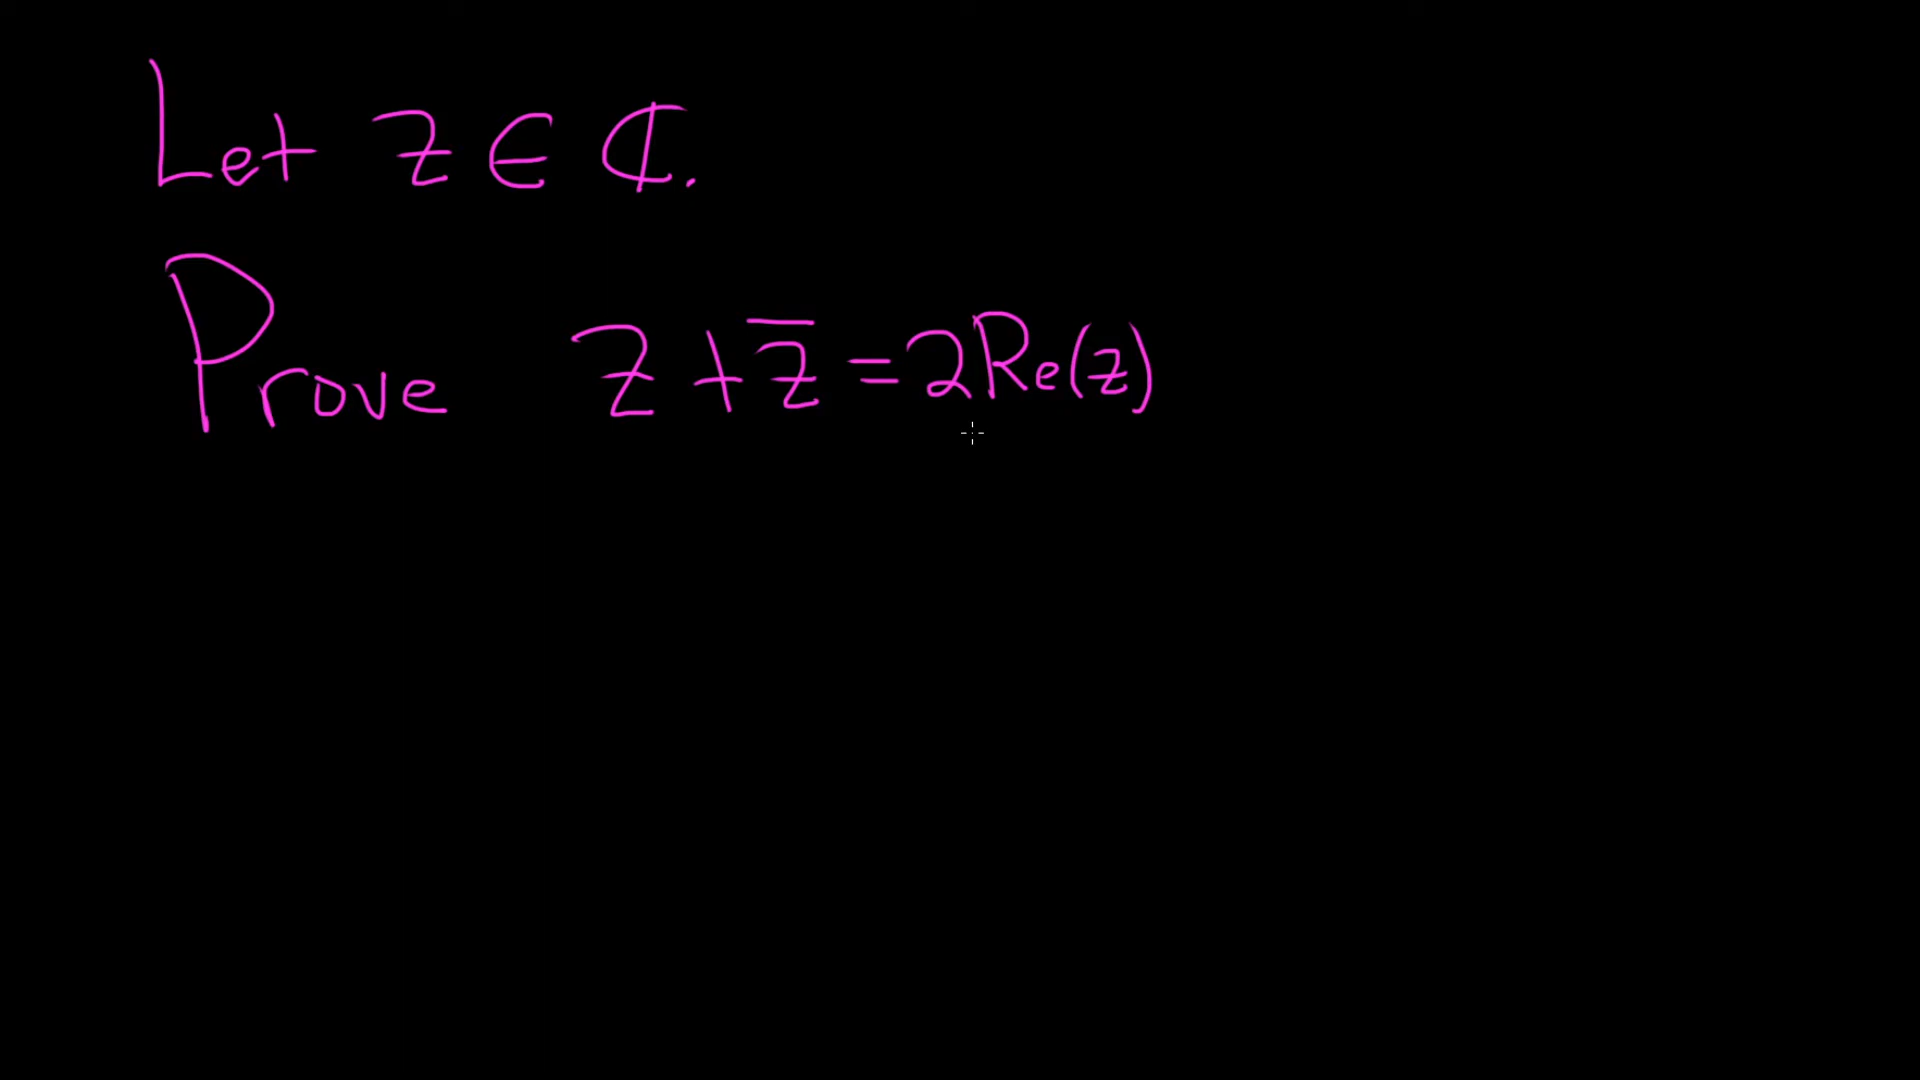 Let z ∈ ℂ.
Prove z + z̅ = 2Re(z)